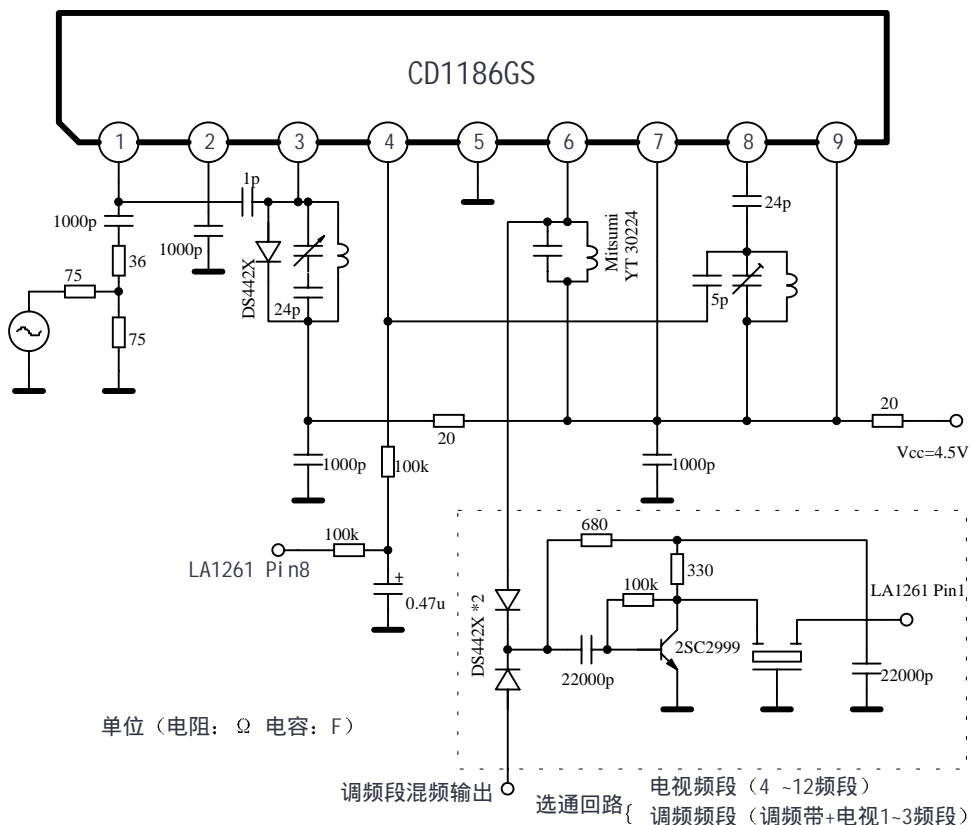 CD1186GS
1 2 3 4 5 6 7 8 9
1p
24p
1000p
1000p
36
75
75
DS442X
24p
Mitsumi
YT 30224
5p
20
20
Vcc=4.5V
1000p
100k
1000p
680
100k
330
LA1261 Pin8
LA1261 Pin1
+
0.47u
100k
DS442X *2
2SC2999
22000p
22000p
单位（电阻：Ω 电容：F）
调频段混频输出
选通回路{
电视频段（4 ~12频段）
调频频段（调频带+电视1~3频段）